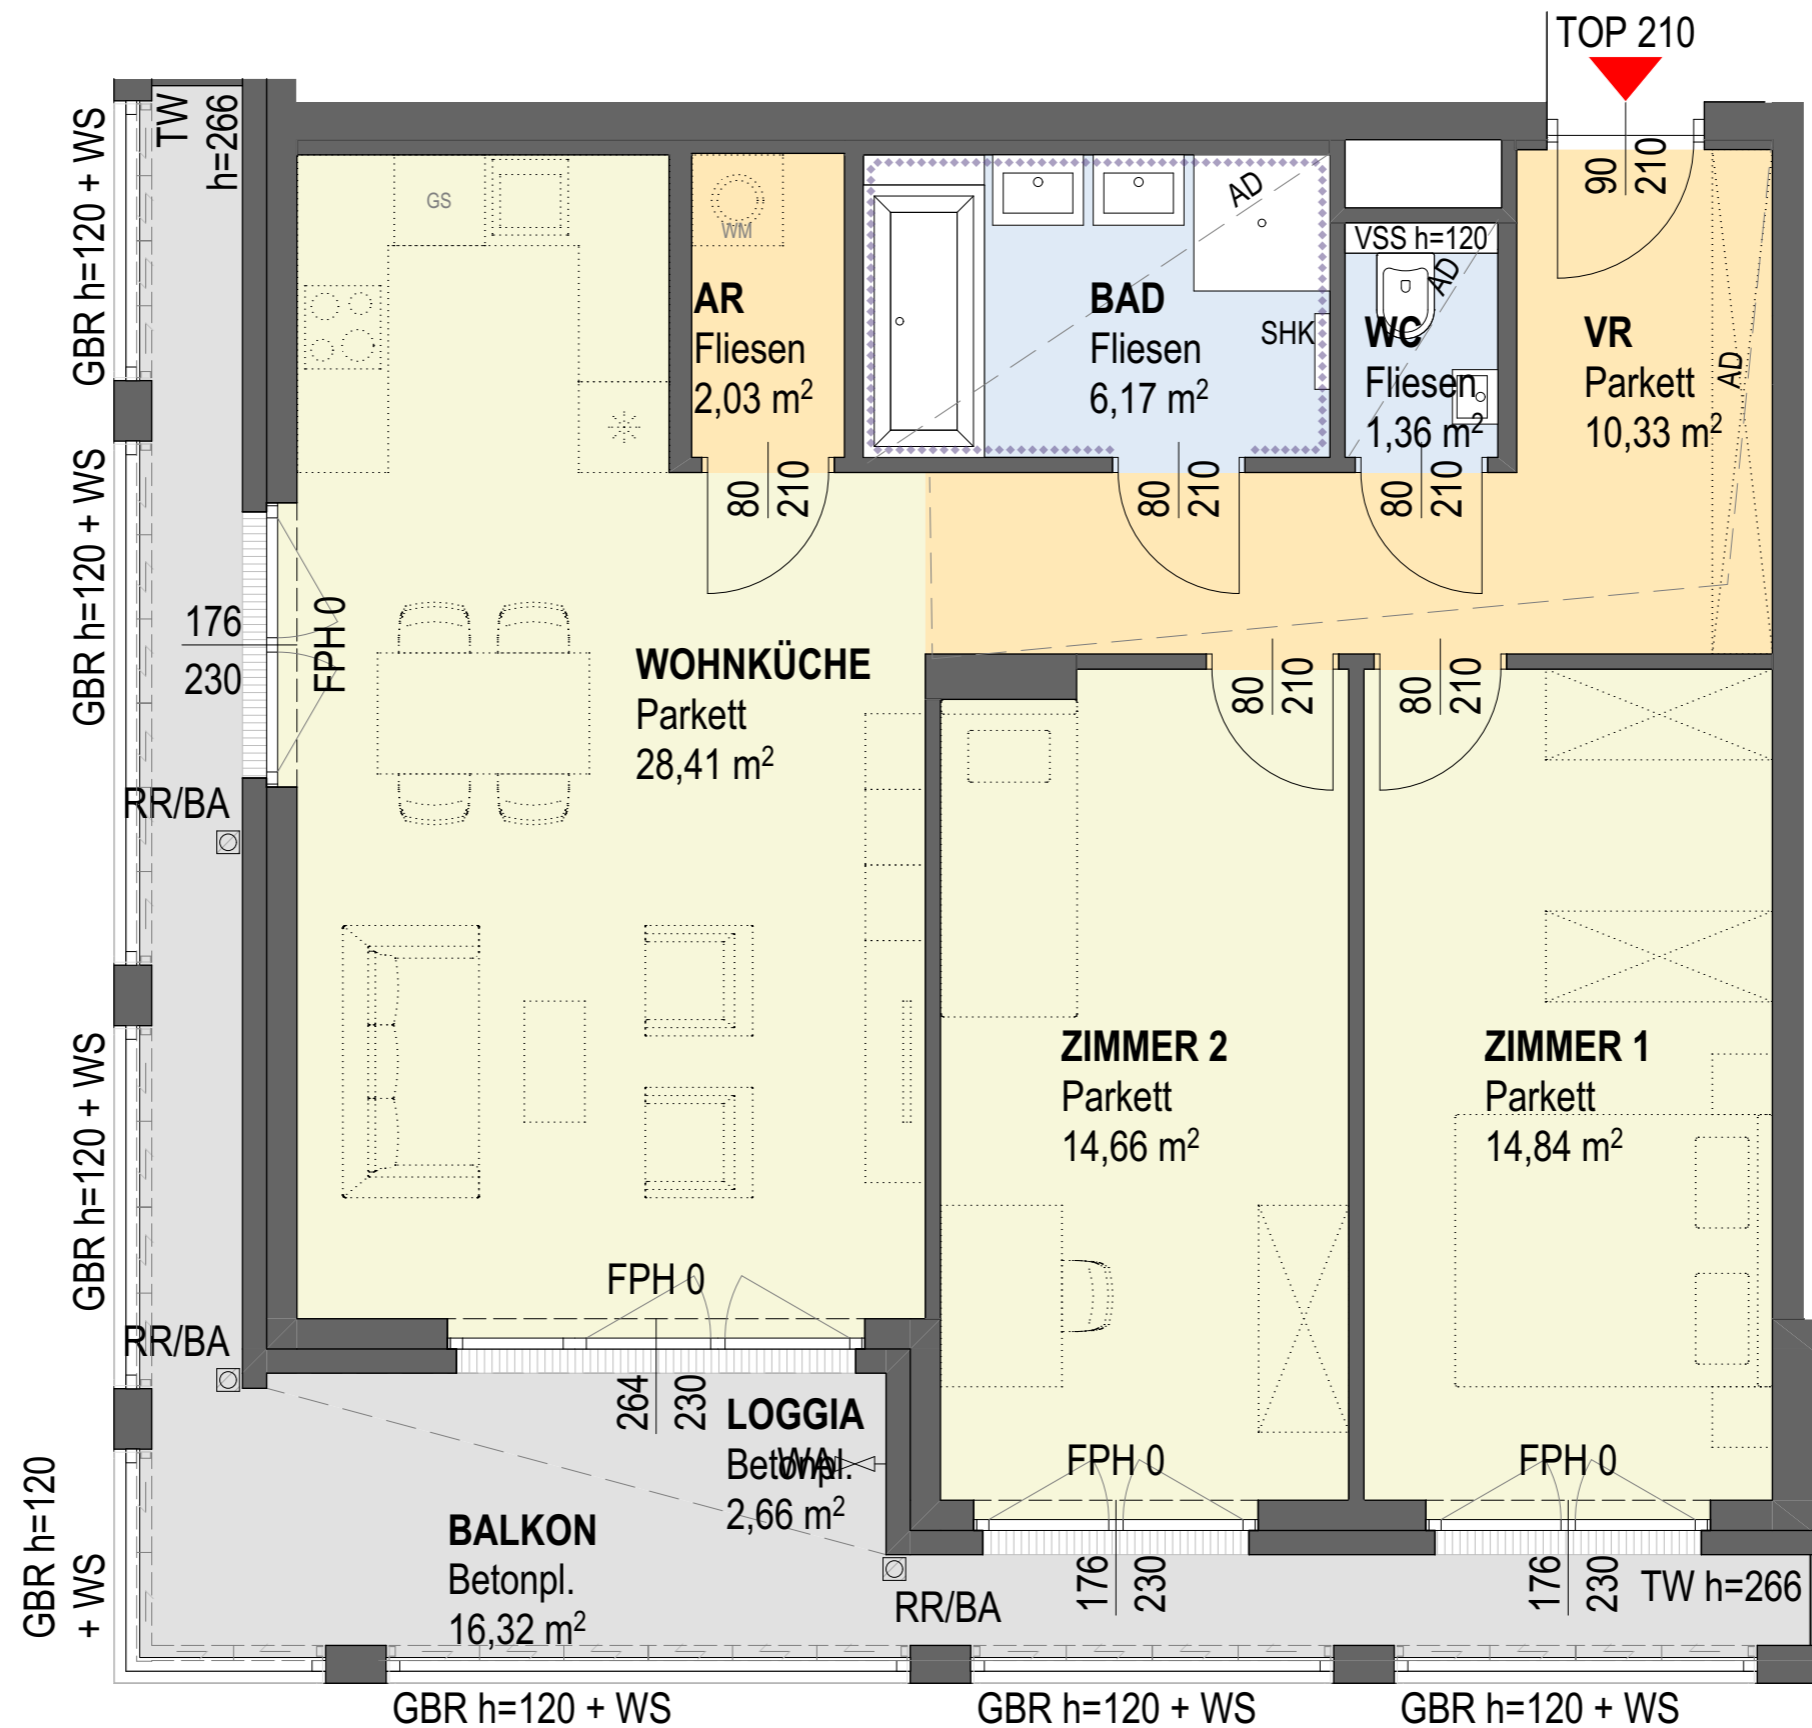 TOP 210
TW
h=266
GBR h=120 + WS
90
210
GS
WM
AD
VSS h=120
AD
AR
Fliesen
2,03 m²
BAD
Fliesen
6,17 m²
SHK
WC
Fliesen
1,36 m²
VR
Parkett
10,33 m²
AD
80
210
80
210
80
210
GBR h=120 + WS
176
230
FPH 0
WOHNKÜCHE
Parkett
28,41 m²
80
210
80
210
RR/BA
ZIMMER 2
Parkett
14,66 m²
ZIMMER 1
Parkett
14,84 m²
GBR h=120 + WS
FPH 0
RR/BA
264
230
LOGGIA
Betonpl.
WA
2,66 m²
FPH 0
FPH 0
GBR h=120
+ WS
BALKON
Betonpl.
16,32 m²
RR/BA
176
230
176
230
TW h=266
GBR h=120 + WS
GBR h=120 + WS
GBR h=120 + WS